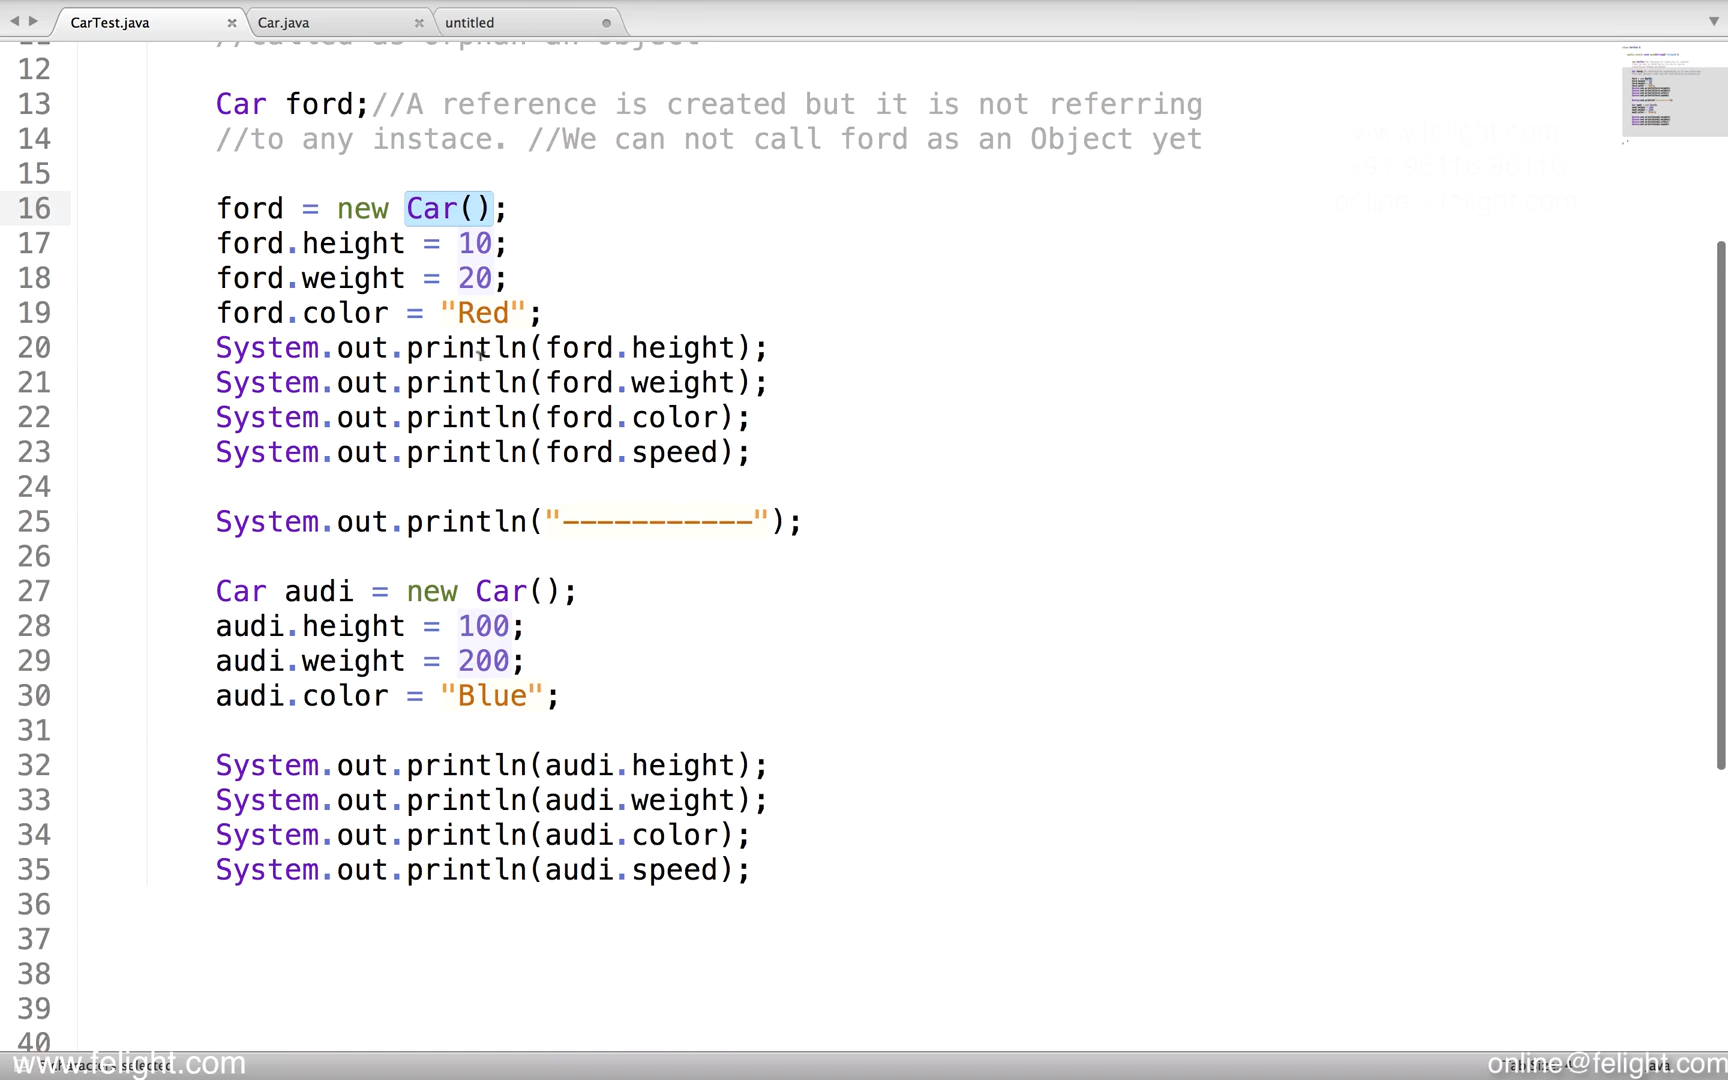 CarTest.java
Car.java
untitled
//called as orphan an object
12
13 Car ford;//A reference is created but it is not referring
14 //to any instace. //We can not call ford as an Object yet
15
16 ford = new Car();
17 ford.height = 10;
18 ford.weight = 20;
19 ford.color = "Red";
20 System.out.println(ford.height);
21 System.out.println(ford.weight);
22 System.out.println(ford.color);
23 System.out.println(ford.speed);
24
25 System.out.println("-----------");
26
27 Car audi = new Car();
28 audi.height = 100;
29 audi.weight = 200;
30 audi.color = "Blue";
31
32 System.out.println(audi.height);
33 System.out.println(audi.weight);
34 System.out.println(audi.color);
35 System.out.println(audi.speed);
36
37
38
39
40
www.felight.com
online@felight.com